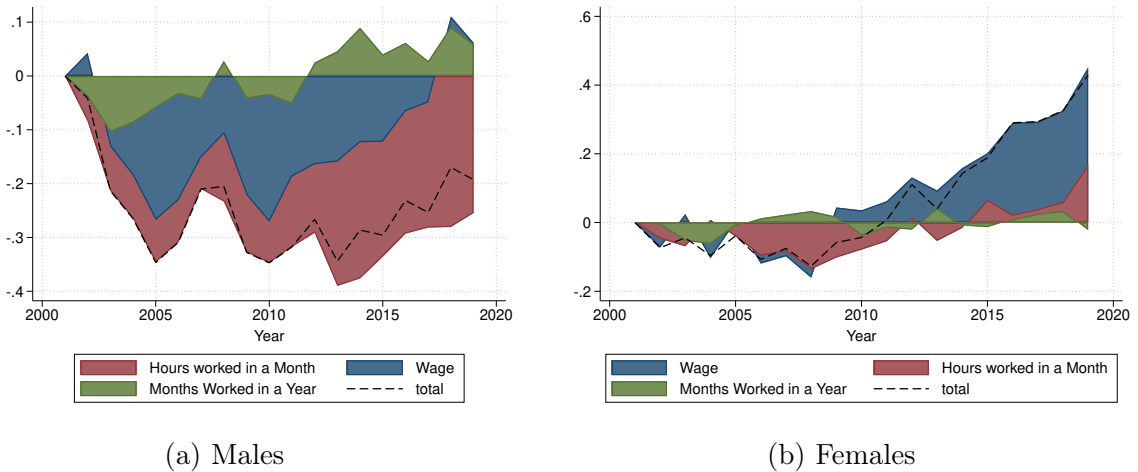 .1
0
-.1
-.2
-.3
-.4
2000 2005 2010 2015 2020
Year
Hours worked in a Month Wage
Months Worked in a Year total
(a) Males
.6
.4
.2
0
-.2
2000 2005 2010 2015 2020
Year
Wage Hours worked in a Month
Months Worked in a Year total
(b) Females